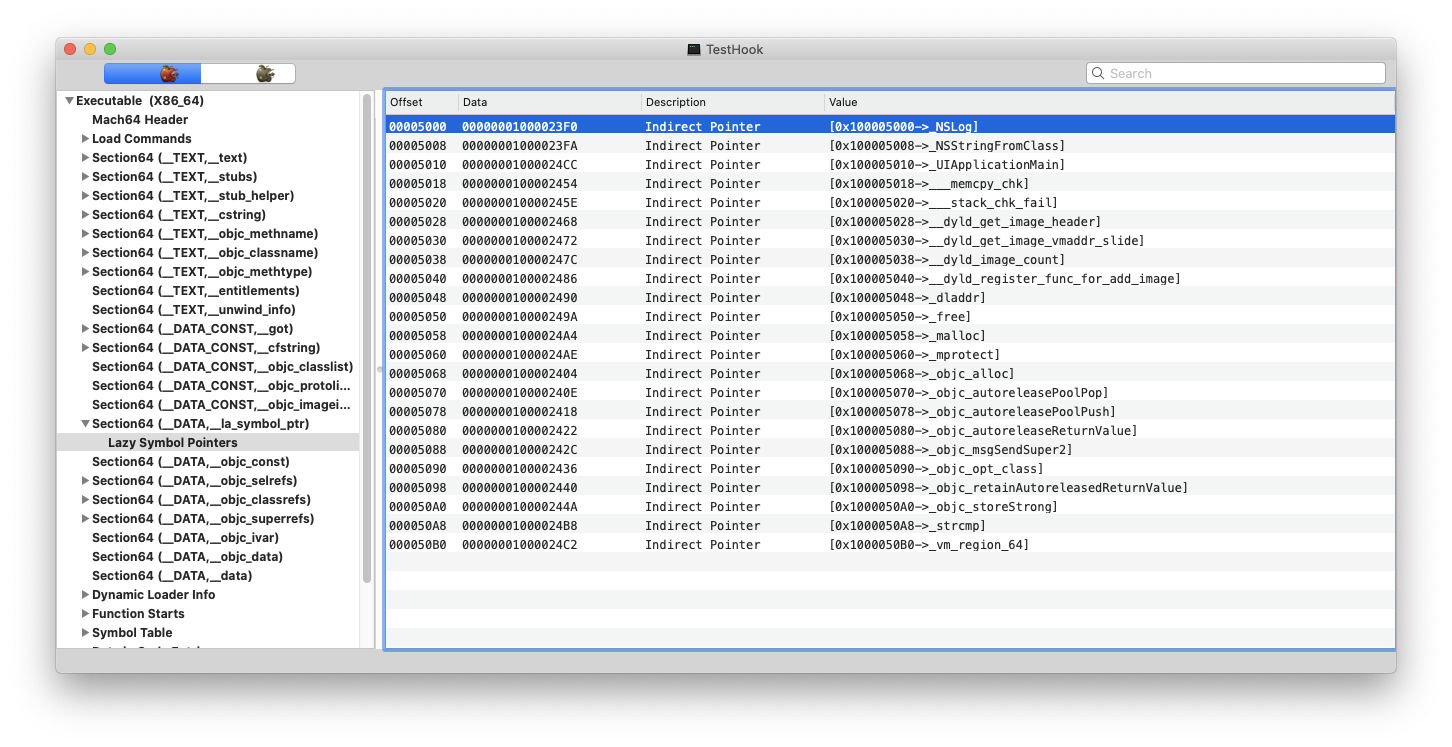 TestHook
Search
Executable (X86_64)
Mach64 Header
Load Commands
Section64 (__TEXT,__text)
Section64 (__TEXT,__stubs)
Section64 (__TEXT,__stub_helper)
Section64 (__TEXT,__cstring)
Section64 (__TEXT,__objc_methname)
Section64 (__TEXT,__objc_classname)
Section64 (__TEXT,__objc_methtype)
Section64 (__TEXT,__entitlements)
Section64 (__TEXT,__unwind_info)
Section64 (__DATA_CONST,__got)
Section64 (__DATA_CONST,__cfstring)
Section64 (__DATA_CONST,__objc_classlist)
Section64 (__DATA_CONST,__objc_protoli...
Section64 (__DATA_CONST,__objc_imagei...
Section64 (__DATA,__la_symbol_ptr)
Lazy Symbol Pointers
Section64 (__DATA,__objc_const)
Section64 (__DATA,__objc_selrefs)
Section64 (__DATA,__objc_classrefs)
Section64 (__DATA,__objc_superrefs)
Section64 (__DATA,__objc_ivar)
Section64 (__DATA,__objc_data)
Section64 (__DATA,__data)
Dynamic Loader Info
Function Starts
Symbol Table
Offset Data Description Value
00005000 00000001000023F0 Indirect Pointer [0x100005000->_NSLog]
00005008 00000001000023FA Indirect Pointer [0x100005008->_NSStringFromClass]
00005010 00000001000024CC Indirect Pointer [0x100005010->_UIApplicationMain]
00005018 0000000100002454 Indirect Pointer [0x100005018->___memcpy_chk]
00005020 000000010000245E Indirect Pointer [0x100005020->___stack_chk_fail]
00005028 0000000100002468 Indirect Pointer [0x100005028->__dyld_get_image_header]
00005030 0000000100002472 Indirect Pointer [0x100005030->__dyld_get_image_vmaddr_slide]
00005038 000000010000247C Indirect Pointer [0x100005038->__dyld_image_count]
00005040 0000000100002486 Indirect Pointer [0x100005040->__dyld_register_func_for_add_image]
00005048 0000000100002490 Indirect Pointer [0x100005048->_dladdr]
00005050 000000010000249A Indirect Pointer [0x100005050->_free]
00005058 00000001000024A4 Indirect Pointer [0x100005058->_malloc]
00005060 00000001000024AE Indirect Pointer [0x100005060->_mprotect]
00005068 0000000100002404 Indirect Pointer [0x100005068->_objc_alloc]
00005070 000000010000240E Indirect Pointer [0x100005070->_objc_autoreleasePoolPop]
00005078 0000000100002418 Indirect Pointer [0x100005078->_objc_autoreleasePoolPush]
00005080 0000000100002422 Indirect Pointer [0x100005080->_objc_autoreleaseReturnValue]
00005088 000000010000242C Indirect Pointer [0x100005088->_objc_msgSendSuper2]
00005090 0000000100002436 Indirect Pointer [0x100005090->_objc_opt_class]
00005098 0000000100002440 Indirect Pointer [0x100005098->_objc_retainAutoreleasedReturnValue]
000050A0 000000010000244A Indirect Pointer [0x1000050A0->_objc_storeStrong]
000050A8 00000001000024B8 Indirect Pointer [0x1000050A8->_strcmp]
000050B0 00000001000024C2 Indirect Pointer [0x1000050B0->_vm_region_64]